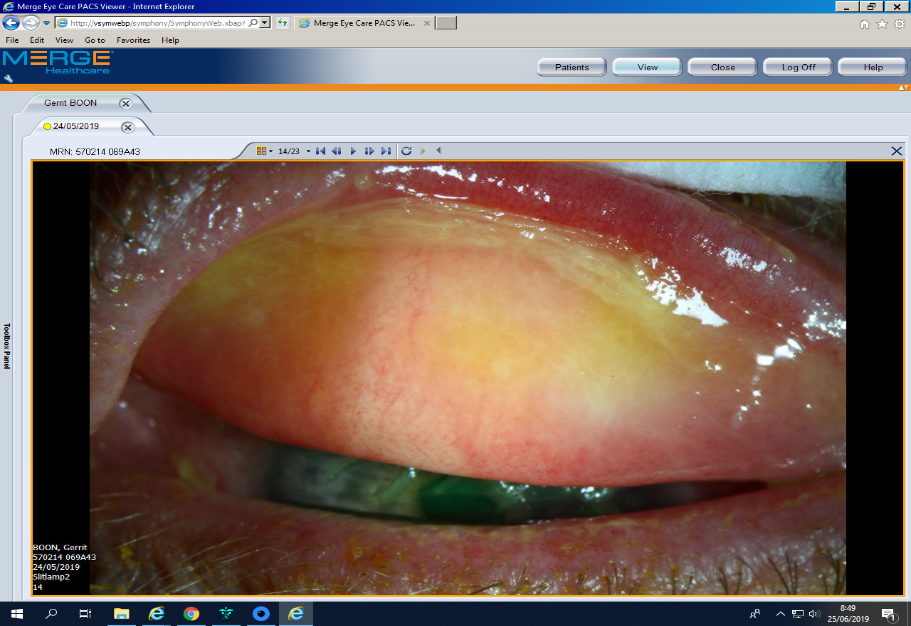 Merge Eye Care PACS Viewer - Internet Explorer
http://vsymwebp/symphony/SymphonyWeb.xbap?
Merge Eye Care PACS Vie...
File Edit View Go to Favorites Help
MERGE
Healthcare
Patients View Close Log Off Help
Gerrit BOON
24/05/2019
MRN: 570214 069A43
14/23
Toolbox Panel
BOON, Gerrit
570214 069A43
24/05/2019
Slitlamp2
14
8:49
25/06/2019
1